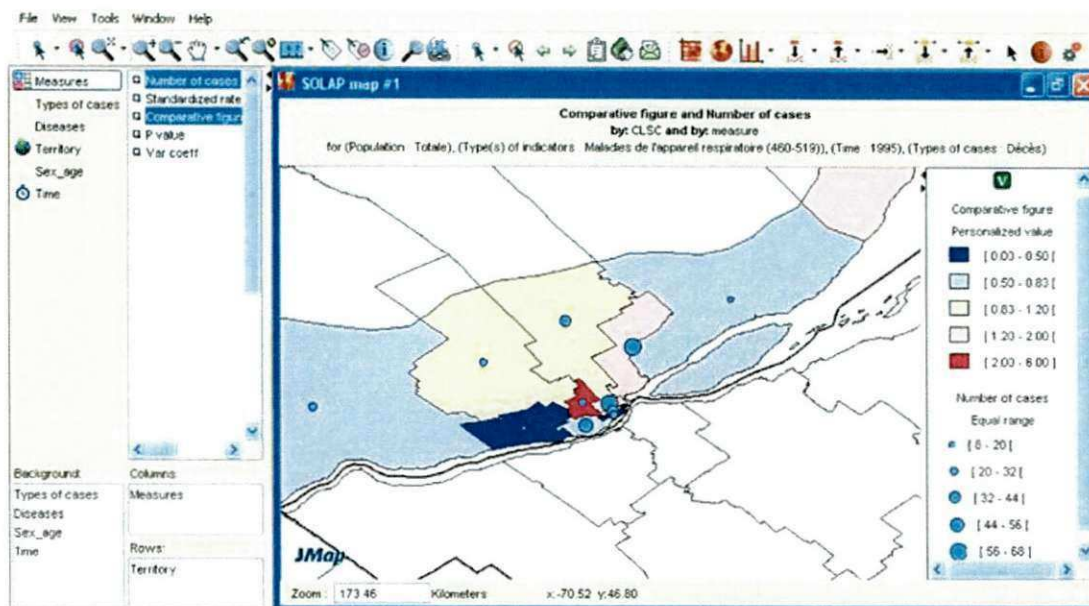 File View Tools Window Help
Measures
Types of cases
Diseases
Territory
Sex_age
Time
Number of cases
Standardized rate
Comparative figur
P value
Var coeff
SOLAP map #1
Comparative figure and Number of cases
by: CLSC and by: measure
for (Population : Totale), (Type(s) of indicators : Malades de l'appareil respiratoire (460-519)), (Time : 1995), (Types of cases : Décès)
V
Comparative figure
Personalized value
[ 0.00 - 0.50 [
[ 0.50 - 0.83 [
[ 0.83 - 1.20 [
[ 1.20 - 2.00 [
[ 2.00 - 6.00 ]
Number of cases
Equal range
[ 8 - 20 [
[ 20 - 32 [
[ 32 - 44 [
[ 44 - 56 [
[ 56 - 68 ]
Background:
Types of cases
Diseases
Sex_age
Time
Columns:
Measures
Rows:
Territory
JMap
Zoom : 173.46 Kilometers x:-70.52 y:46.80